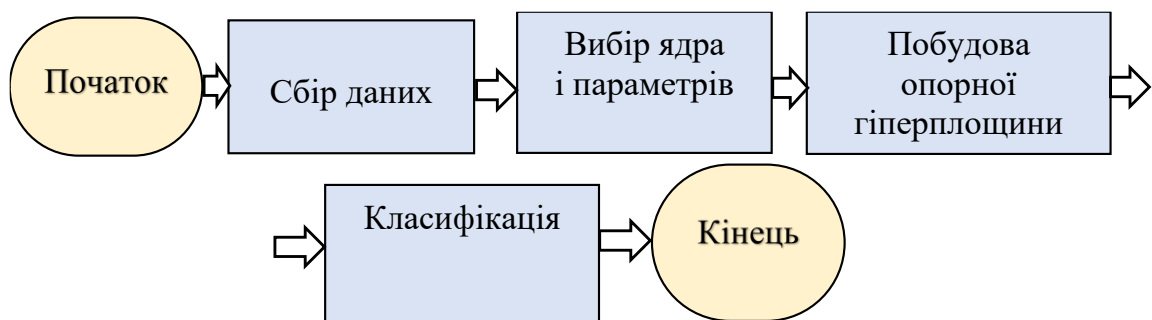 Початок
Сбір даних
Вибір ядра
і параметрів
Побудова
опорної
гіперплощини
Класифікація
Кінець